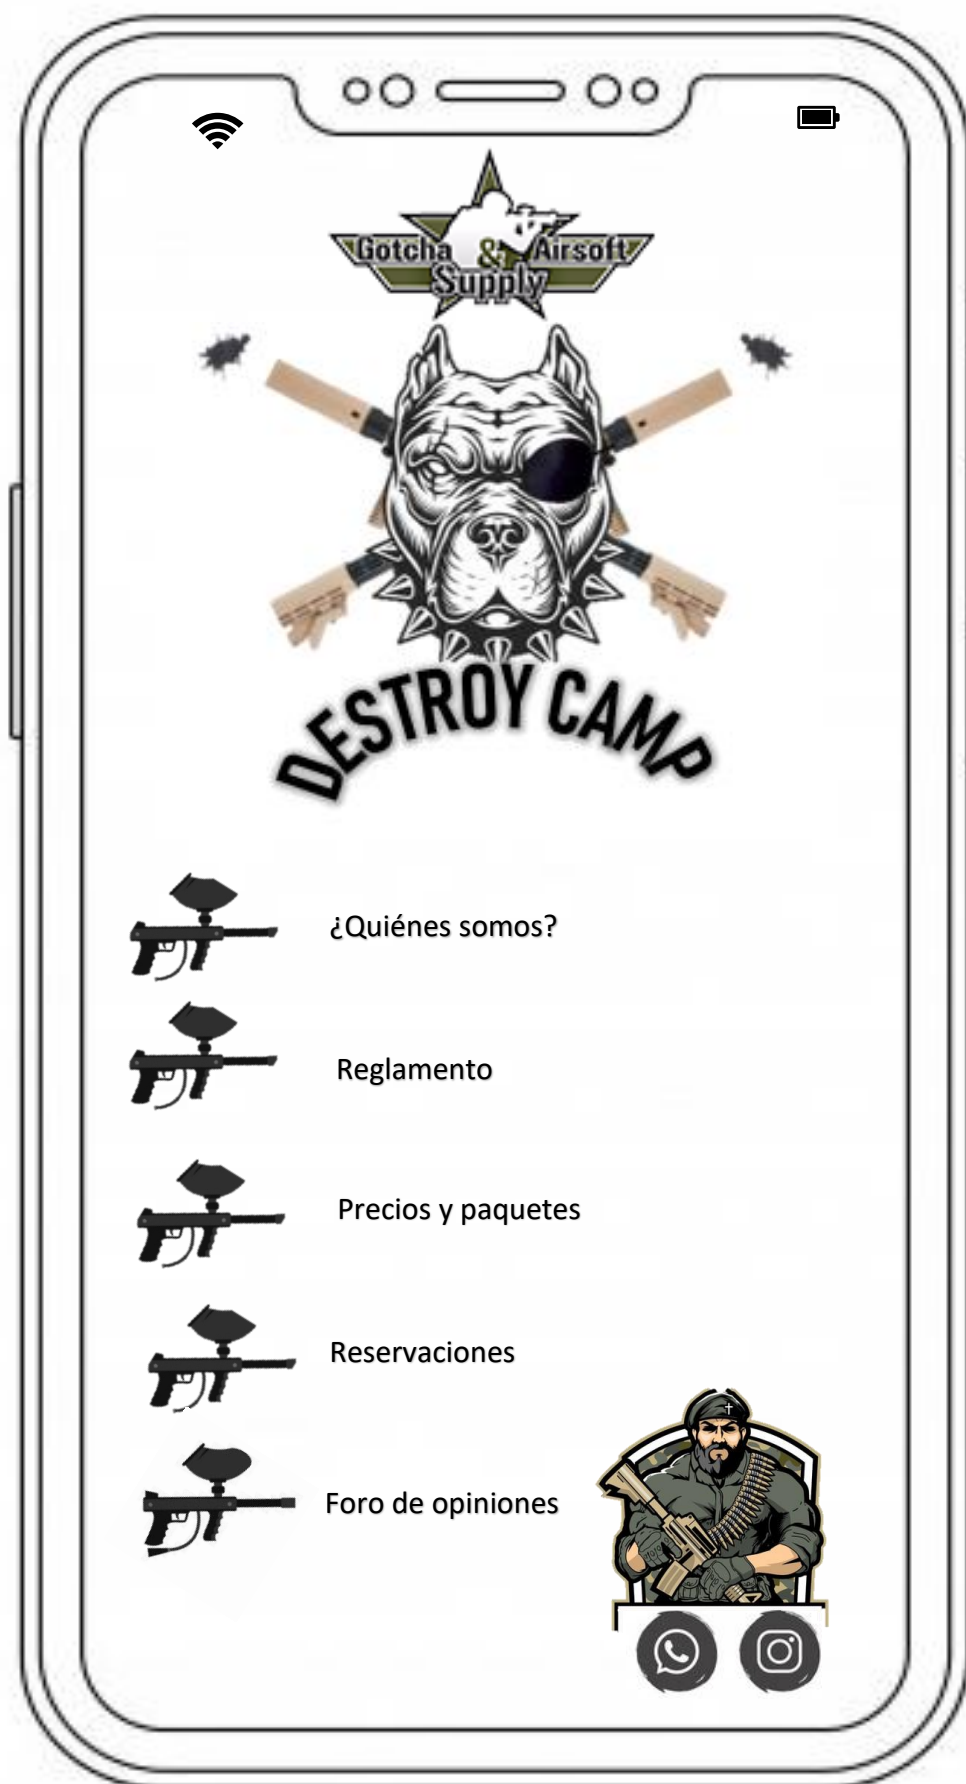 Gotcha & Airsoft
Supply
DESTROY CAMP
¿Quiénes somos?
Reglamento
Precios y paquetes
Reservaciones
Foro de opiniones